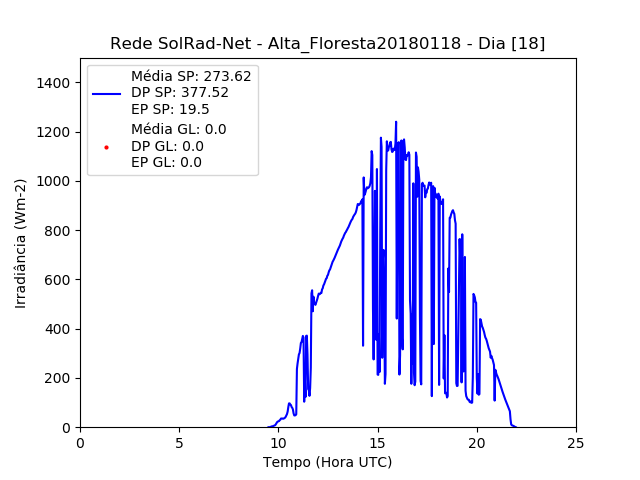 Rede SolRad-Net - Alta_Floresta20180118 - Dia [18]
Média SP: 273.62
DP SP: 377.52
EP SP: 19.5
Média GL: 0.0
DP GL: 0.0
EP GL: 0.0
1400
1200
1000
800
600
400
200
0
Irradiância (Wm-2)
0 5 10 15 20 25
Tempo (Hora UTC)